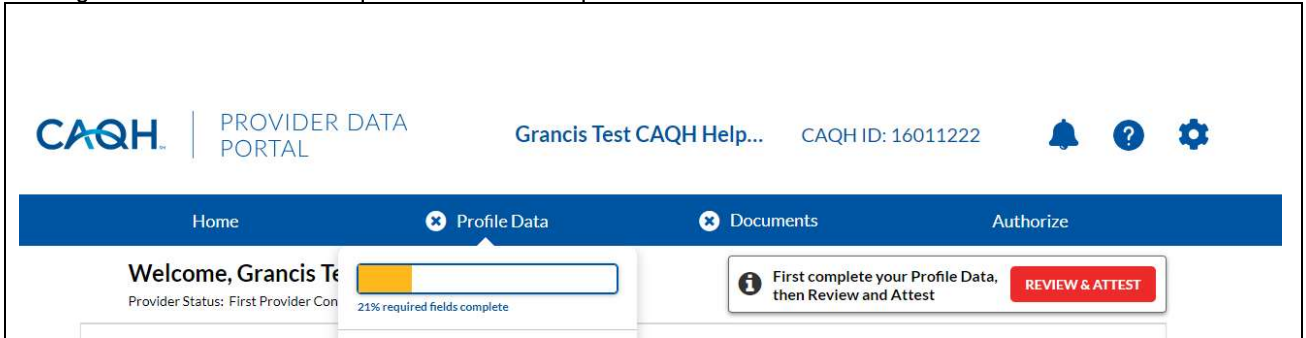 CAQH
PROVIDER DATA
PORTAL
Grancis Test CAQH Help...
CAQH ID: 16011222
?
Home
Profile Data
Documents
Authorize
Welcome, Grancis Te
Provider Status: First Provider Con
21% required fields complete
First complete your Profile Data,
then Review and Attest
REVIEW & ATTEST